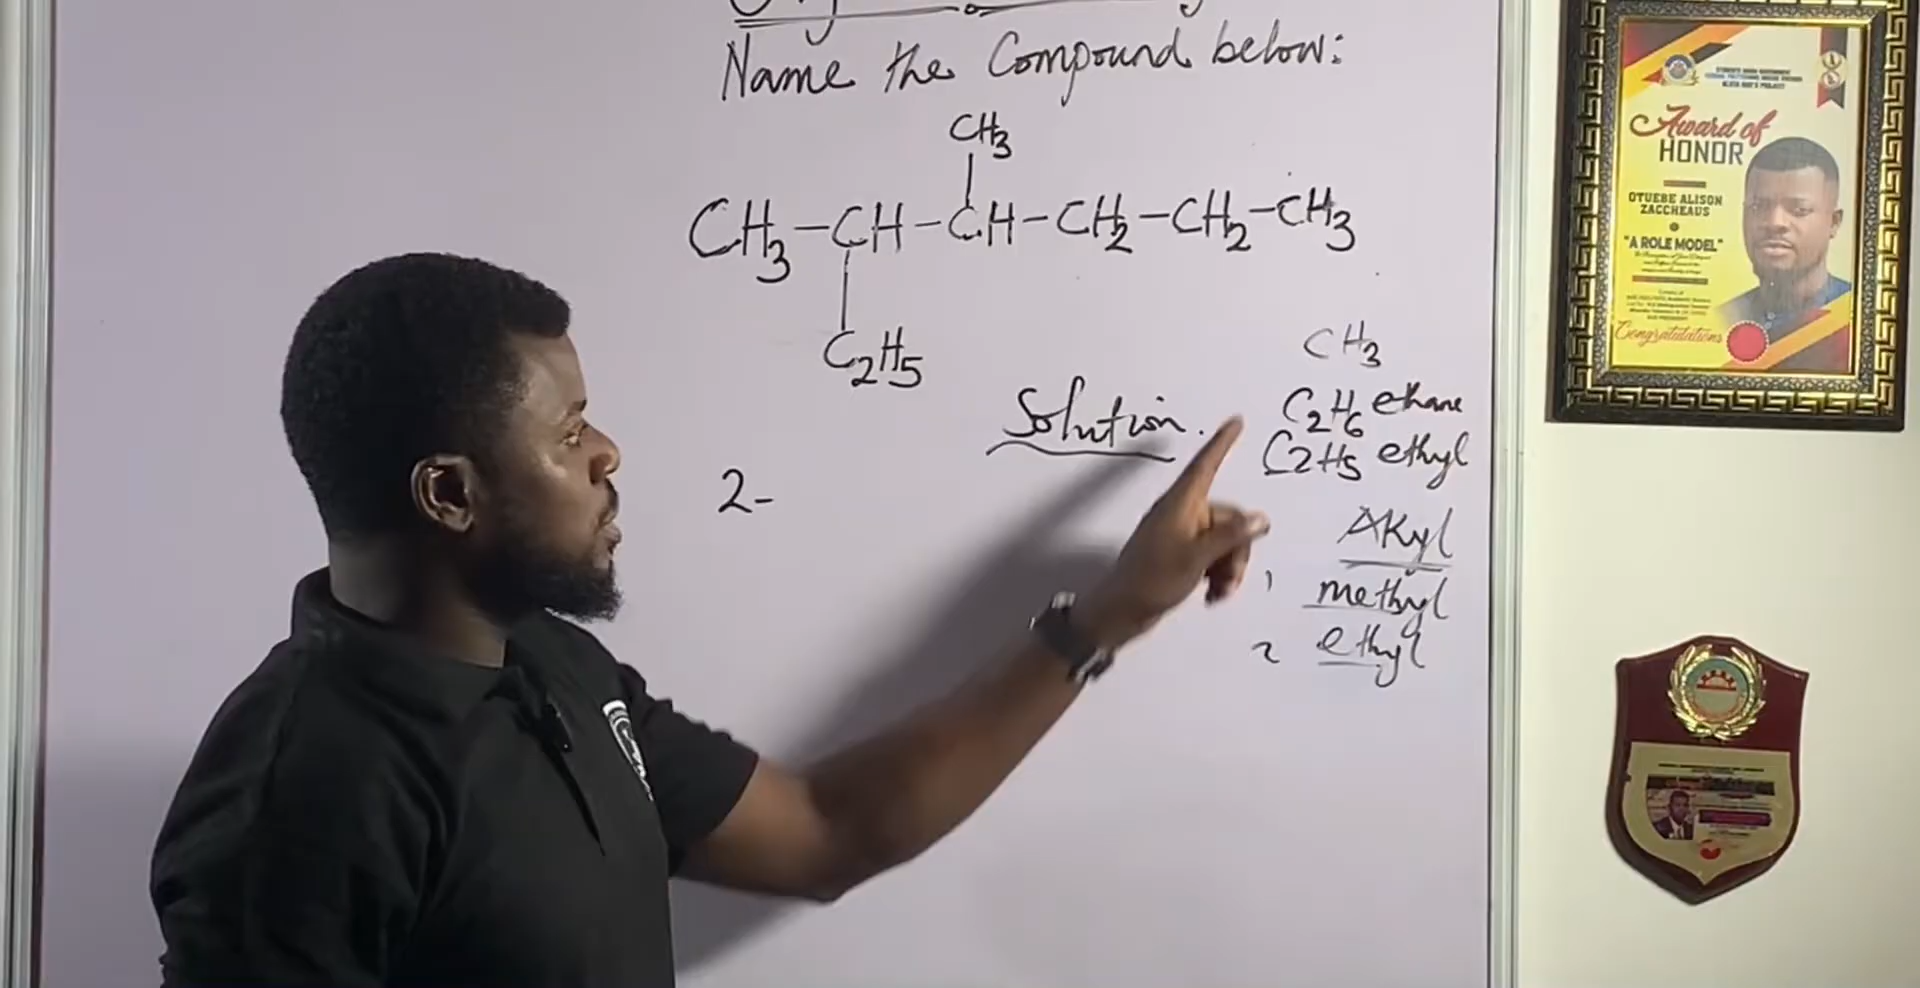 Name the Compound below:
CH3
CH3-CH-CH-CH2-CH2-CH3
C2H5
CH3
Solution.
C2H6 ethane
C2H5 ethyl
2-
AKyl
1 methyl
2 ethyl
Award of
HONOR
OTUEBE ALISON
ZACCHEAUS
"A ROLE MODEL"
Congratulations